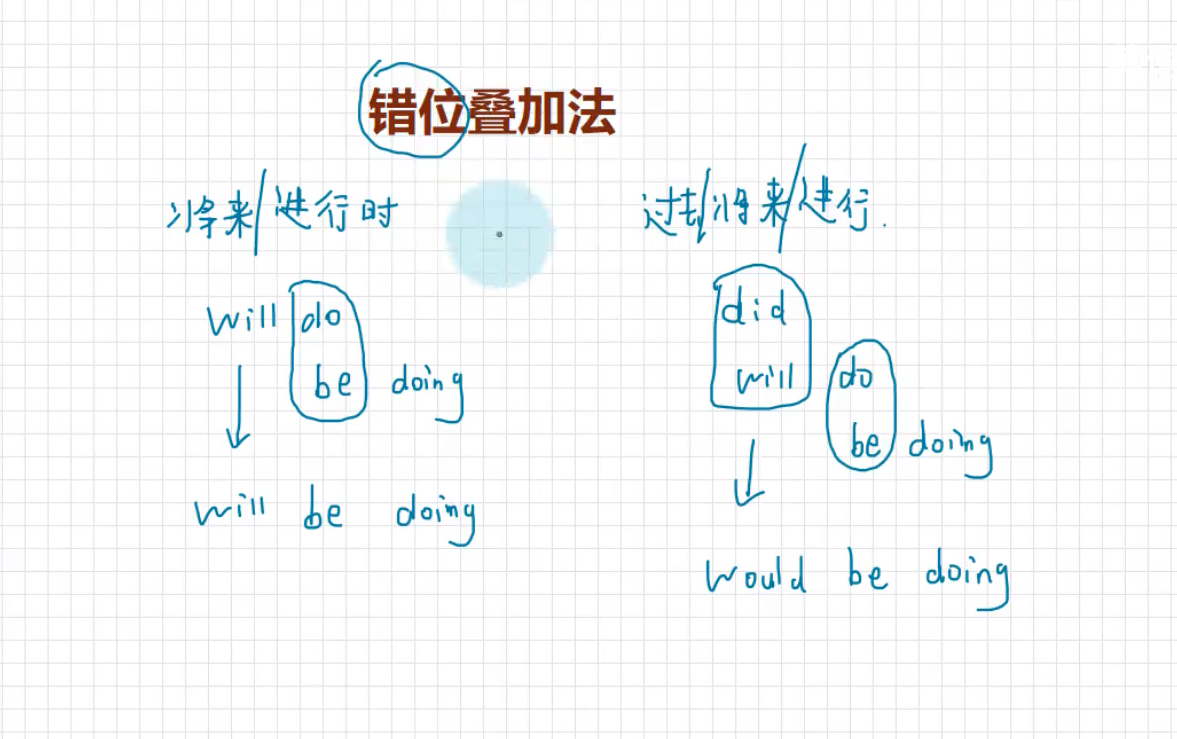 错位叠加法
将来/进行时
will do
be doing
will be doing
过去/将来/进行.
did
will do
be doing
would be doing